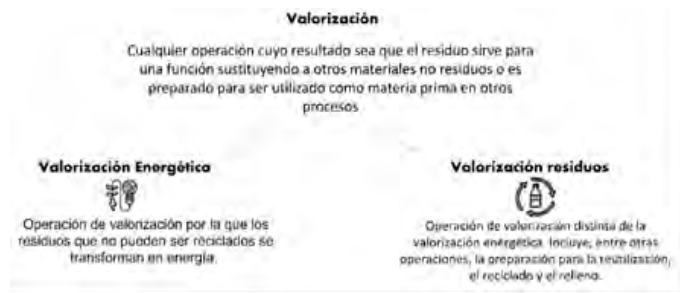 Valorización
Cualquier operación cuyo resultado sea que el residuo sirve para
una función sustituyendo a otros materiales no residuos o es
preparado para ser utilizado como materia prima en otros
procesos
Valorización Energética
Operación de valorización por la que los
residuos que no pueden ser reciclados se
transforman en energía.
Valorización residuos
Operación de valorización distinta de la
valorización energética. Incluye, entre otras
operaciones, la preparación para la reutilización,
el reciclado y el relleno.